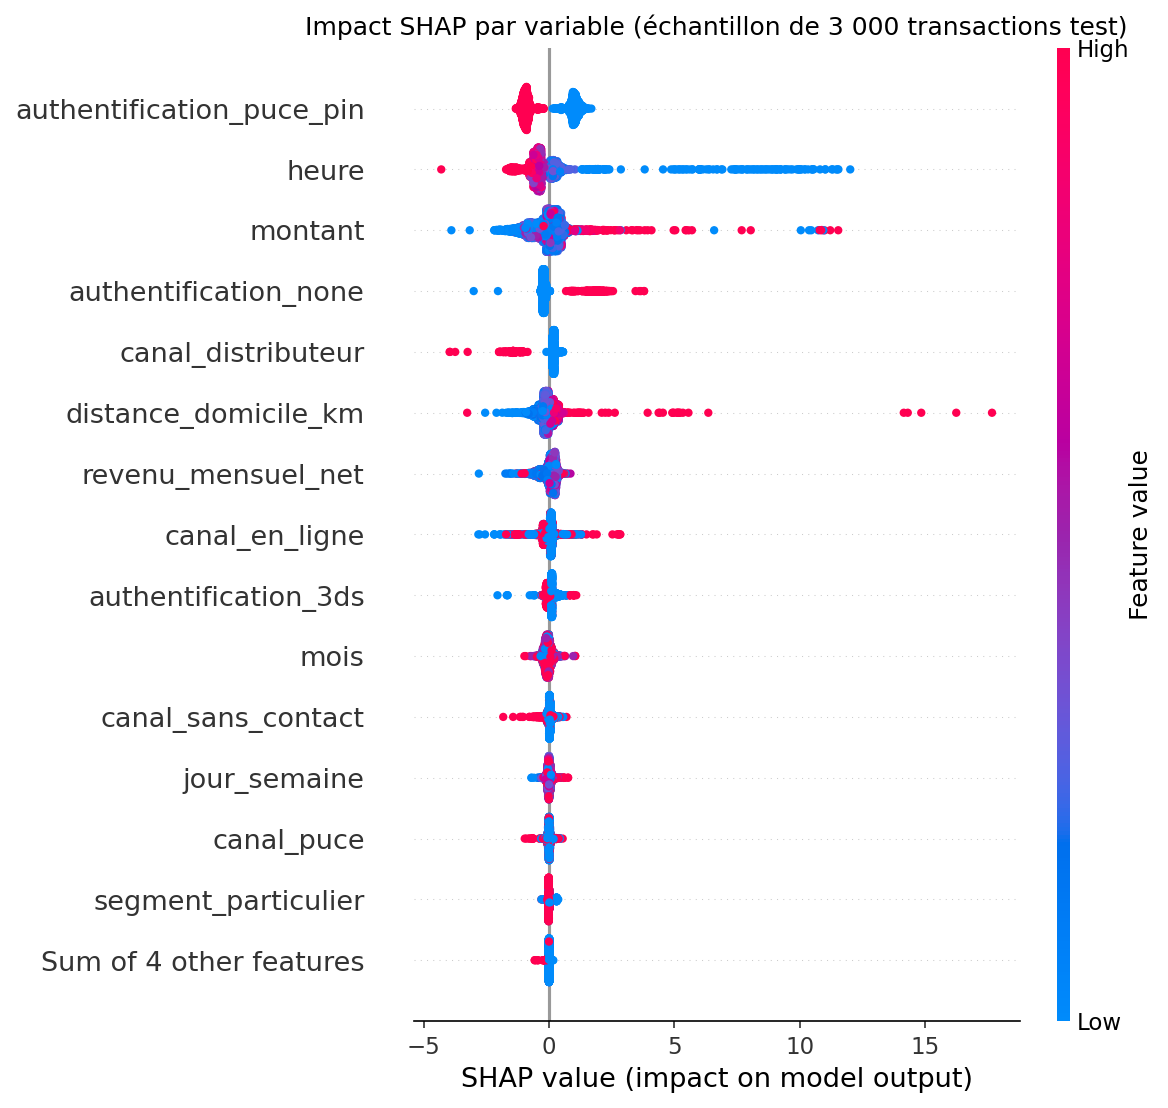 Impact SHAP par variable (échantillon de 3 000 transactions test)
High
authentification_puce_pin
heure
montant
authentification_none
canal_distributeur
distance_domicile_km
revenu_mensuel_net
canal_en_ligne
authentification_3ds
mois
canal_sans_contact
jour_semaine
canal_puce
segment_particulier
Sum of 4 other features
Feature value
Low
−5 0 5 10 15
SHAP value (impact on model output)